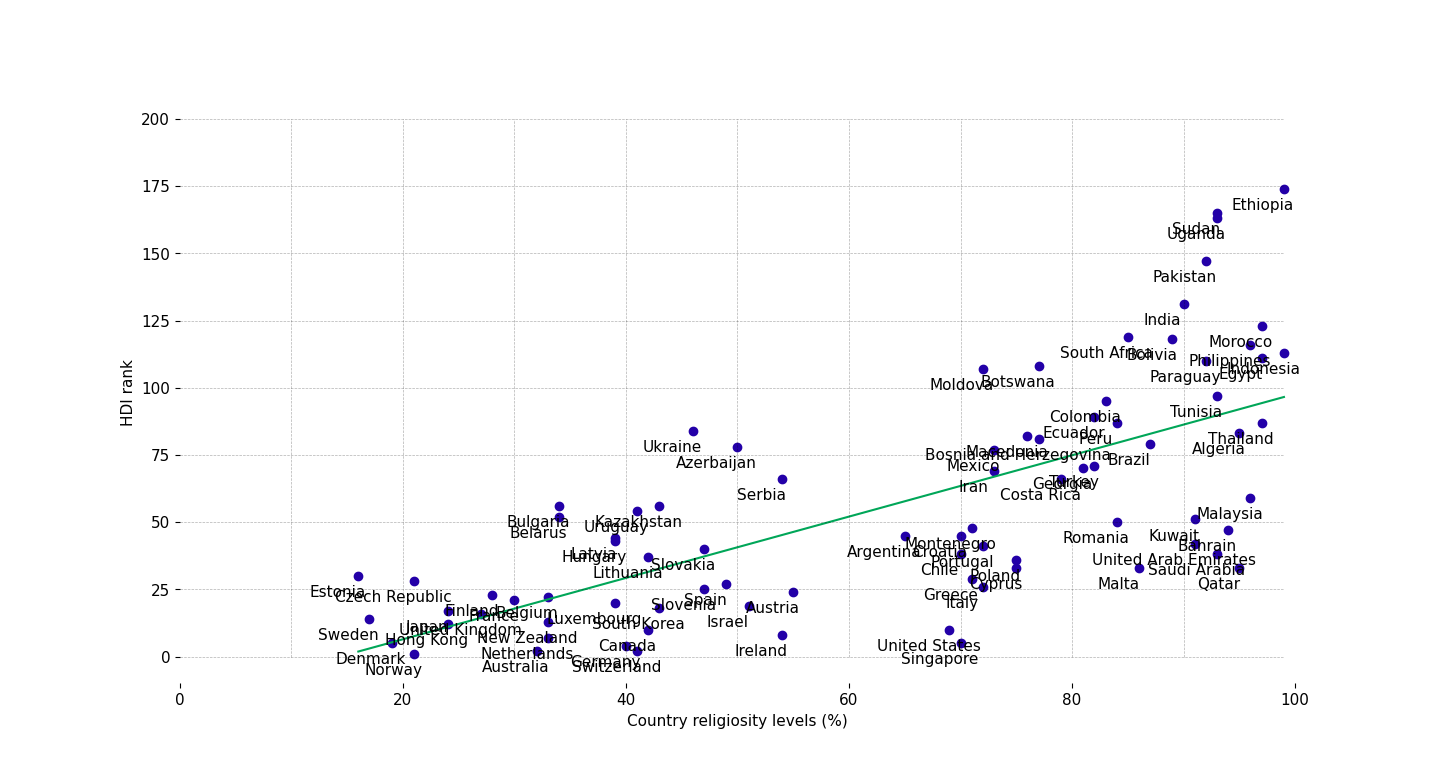 200
175
150
125
100
75
50
25
0
HDI rank
0
20
40
60
80
100
Country religiosity levels (%)
Ethiopia
Sudan
Uganda
Pakistan
India
Morocco
South Africa
Bolivia
Philippines
Indonesia
Egypt
Paraguay
Moldova
Botswana
Tunisia
Colombia
Ecuador
Peru
Thailand
Algeria
Ukraine
Azerbaijan
Macedonia
Bosnia and Herzegovina
Brazil
Mexico
Iran
Turkey
Georgia
Costa Rica
Serbia
Malaysia
Bulgaria
Belarus
Kazakhstan
Uruguay
Romania
Kuwait
Bahrain
Montenegro
Argentina
Croatia
Latvia
Hungary
Slovakia
Lithuania
Portugal
Chile
United Arab Emirates
Saudi Arabia
Poland
Cyprus
Malta
Qatar
Estonia
Czech Republic
Greece
Italy
Spain
Slovenia
Austria
Finland
France
Belgium
Luxembourg
South Korea
Israel
Japan
United Kingdom
Hong Kong
Sweden
New Zealand
Canada
United States
Netherlands
Ireland
Denmark
Singapore
Germany
Switzerland
Australia
Norway